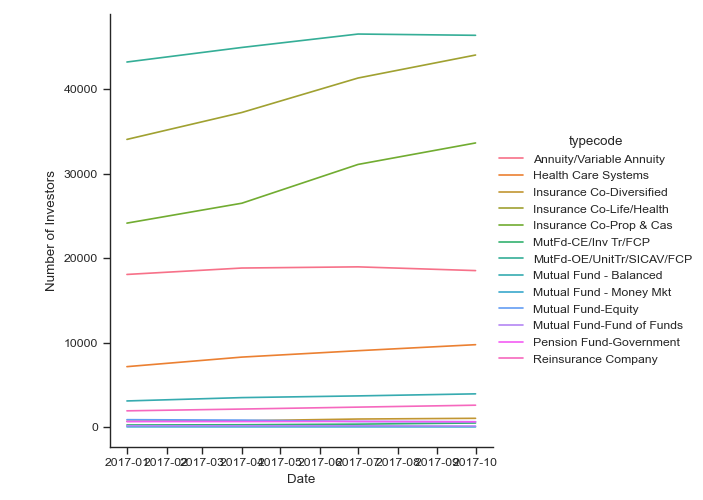 40000
30000
20000
10000
0
Number of Investors
2017-01 2017-02 2017-03 2017-04 2017-05 2017-06 2017-07 2017-08 2017-09 2017-10
Date
typecode
Annuity/Variable Annuity
Health Care Systems
Insurance Co-Diversified
Insurance Co-Life/Health
Insurance Co-Prop & Cas
MutFd-CE/Inv Tr/FCP
MutFd-OE/UnitTr/SICAV/FCP
Mutual Fund - Balanced
Mutual Fund - Money Mkt
Mutual Fund-Equity
Mutual Fund-Fund of Funds
Pension Fund-Government
Reinsurance Company